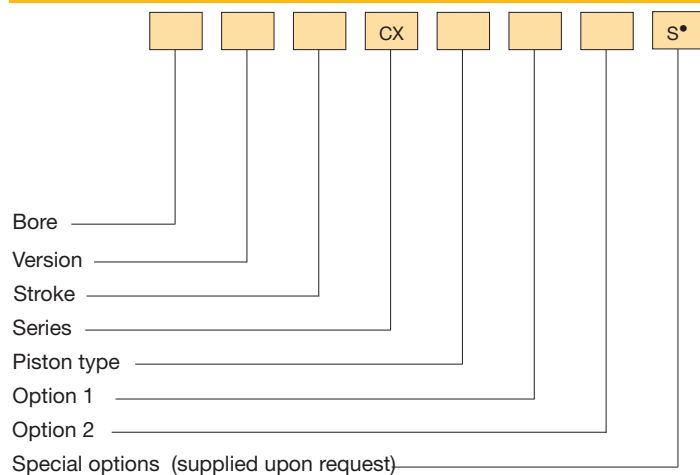 CX S•
Bore
Version
Stroke
Series
Piston type
Option 1
Option 2
Special options (supplied upon request)